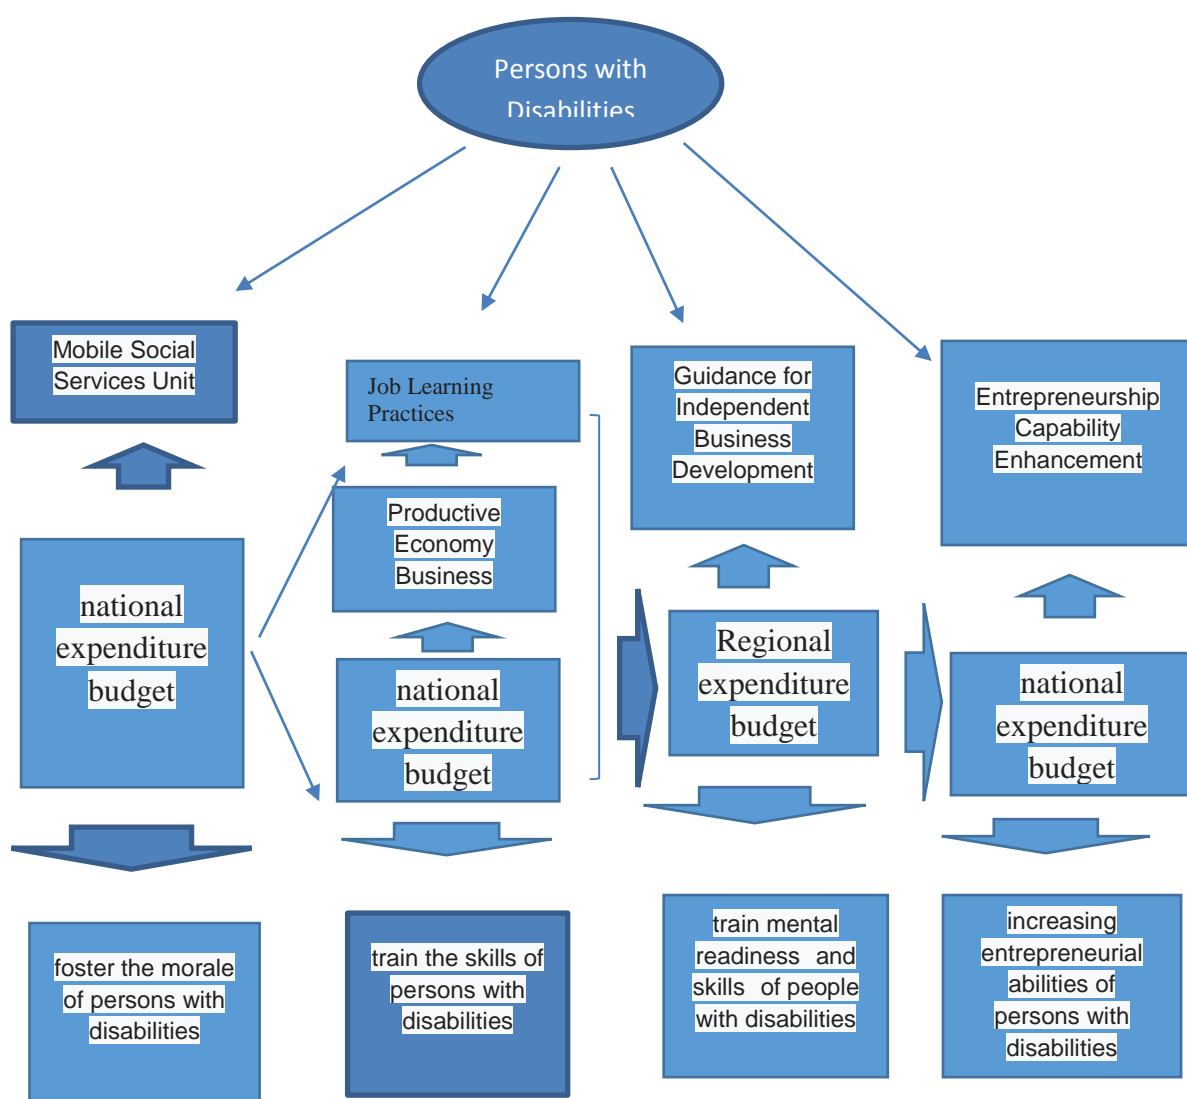 Persons with
Disabilities
Mobile Social
Services Unit
Job Learning
Practices
Guidance for
Independent
Business
Development
Entrepreneurship
Capability
Enhancement
Productive
Economy
Business
national
expenditure
budget
national
expenditure
budget
Regional
expenditure
budget
national
expenditure
budget
foster the morale
of persons with
disabilities
train the skills of
persons with
disabilities
train mental
readiness and
skills of people
with disabilities
increasing
entrepreneurial
abilities of
persons with
disabilities